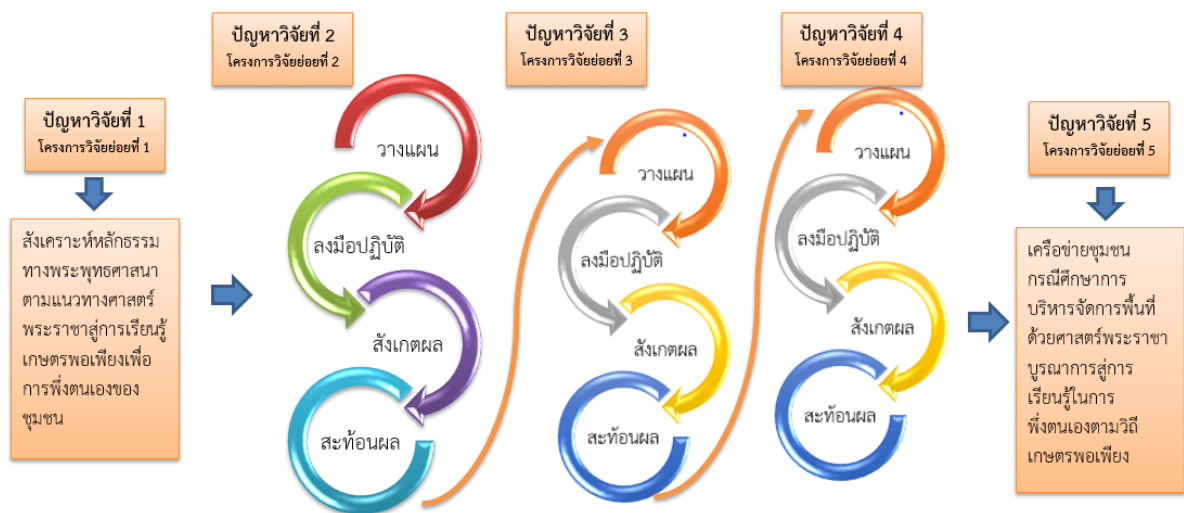 ปัญหาวิจัยที่ 1
โครงการวิจัยย่อยที่ 1
สังเคราะห์หลักธรรม
ทางพระพุทธศาสนา
ตามแนวทางศาสตร์
พระราชาสู่การเรียนรู้
เกษตรพอเพียงเพื่อ
การพึ่งตนเองของ
ชุมชน
ปัญหาวิจัยที่ 2
โครงการวิจัยย่อยที่ 2
วางแผน
ลงมือปฏิบัติ
สังเกตผล
สะท้อนผล
ปัญหาวิจัยที่ 3
โครงการวิจัยย่อยที่ 3
วางแผน
ลงมือปฏิบัติ
สังเกตผล
สะท้อนผล
ปัญหาวิจัยที่ 4
โครงการวิจัยย่อยที่ 4
วางแผน
ลงมือปฏิบัติ
สังเกตผล
สะท้อนผล
ปัญหาวิจัยที่ 5
โครงการวิจัยย่อยที่ 5
เครือข่ายชุมชน
กรณีศึกษาการ
บริหารจัดการพื้นที่
ด้วยศาสตร์พระราชา
บูรณาการสู่การ
เรียนรู้ในการ
พึ่งตนเองตามวิถี
เกษตรพอเพียง